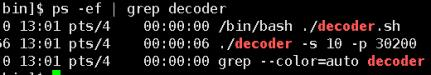 bin]$ ps -ef | grep decoder
0 13:01 pts/4 00:00:00 /bin/bash ./decoder.sh
56 13:01 pts/4 00:00:06 ./decoder -s 10 -p 30200
0 13:01 pts/4 00:00:00 grep --color=auto decoder
bin]$